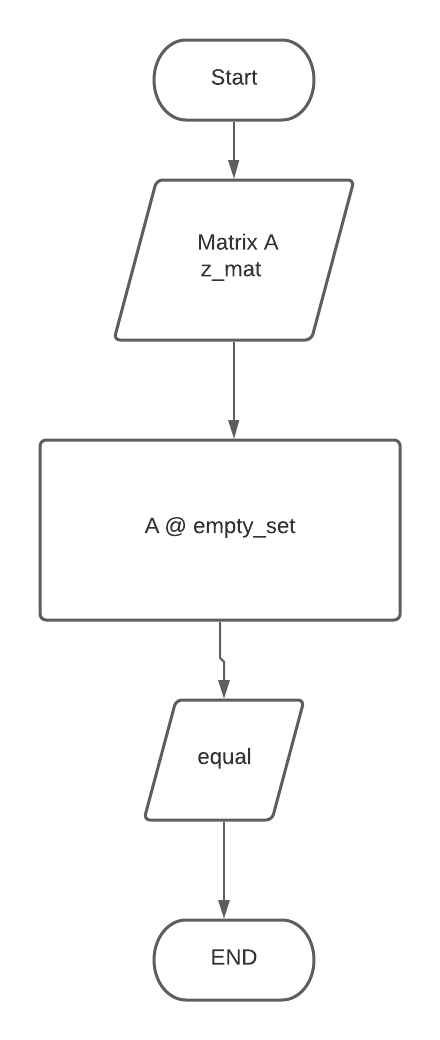 Start
Matrix A
z_mat
A @ empty_set
equal
END